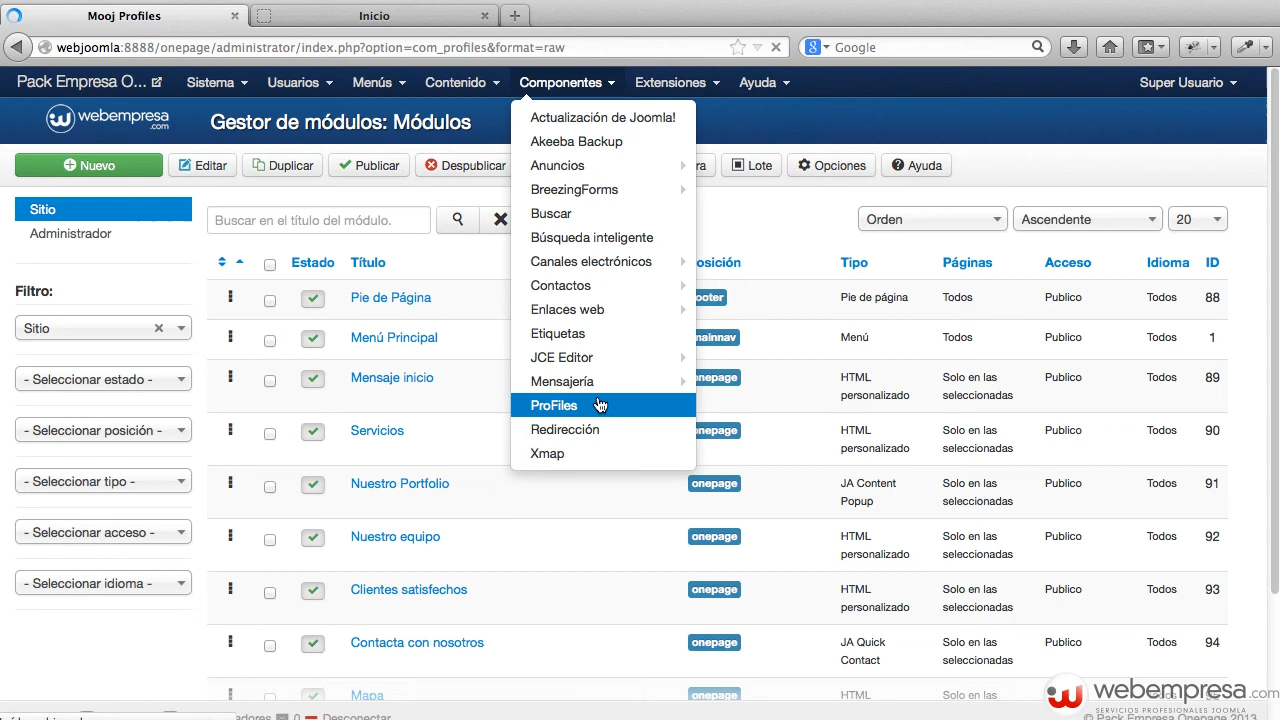 Mooj Profiles
Inicio
webjoomla:8888/onepage/administrator/index.php?option=com_profiles&format=raw
Google
Pack Empresa O...
Sistema
Usuarios
Menús
Contenido
Componentes
Extensiones
Ayuda
Super Usuario
webempresa
.com
Gestor de módulos: Módulos
Nuevo
Editar
Duplicar
Publicar
Despublicar
ra
Lote
Opciones
Ayuda
Actualización de Joomla!
Akeeba Backup
Anuncios
BreezingForms
Buscar
Búsqueda inteligente
Canales electrónicos
Contactos
Enlaces web
Etiquetas
JCE Editor
Mensajería
ProFiles
Redirección
Xmap
Sitio
Administrador
Filtro:
Sitio
- Seleccionar estado -
- Seleccionar posición -
- Seleccionar tipo -
- Seleccionar acceso -
- Seleccionar idioma -
Buscar en el título del módulo.
Orden
Ascendente
20
Estado Título osición Tipo Páginas Acceso Idioma ID
Pie de Página ooter Pie de página Todos Publico Todos 88
Menú Principal mainnav Menú Todos Publico Todos 1
Mensaje inicio onepage HTML personalizado Solo en las seleccionadas Publico Todos 89
Servicios onepage HTML personalizado Solo en las seleccionadas Publico Todos 90
Nuestro Portfolio onepage JA Content Popup Solo en las seleccionadas Publico Todos 91
Nuestro equipo onepage HTML personalizado Solo en las seleccionadas Publico Todos 92
Clientes satisfechos onepage HTML personalizado Solo en las seleccionadas Publico Todos 93
Contacta con nosotros onepage JA Quick Contact Solo en las seleccionadas Publico Todos 94
Mapa onepage HTML Solo en las Publico Todos
webempresa.com
SERVICIOS PROFESIONALES JOOMLA
adores 0 Desconectar
© Pack Empresa Onepage 2013